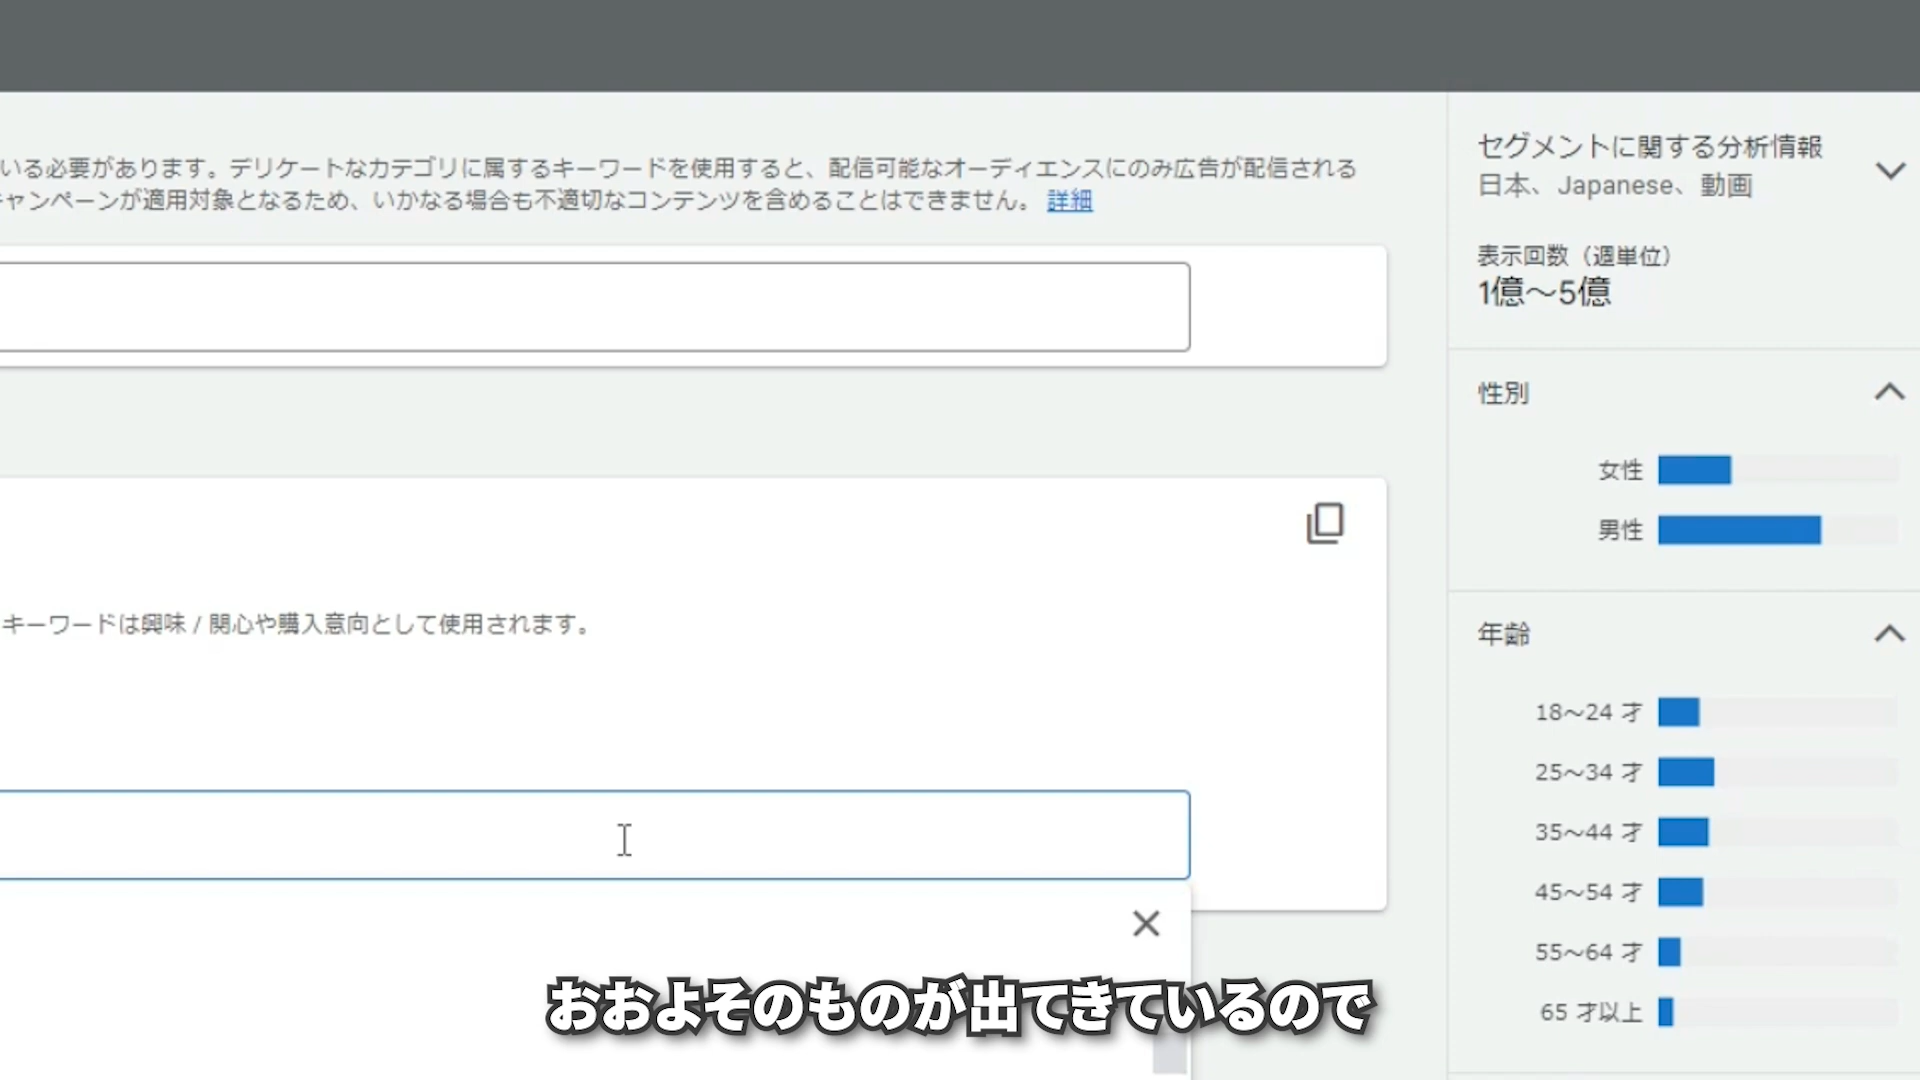 いる必要があります。デリケートなカテゴリに属するキーワードを使用すると、配信可能なオーディエンスにのみ広告が配信される
キャンペーンが適用対象となるため、いかなる場合も不適切なコンテンツを含めることはできません。 詳細
キーワードは興味 / 関心や購入意向として使用されます。
セグメントに関する分析情報
日本、Japanese、動画
表示回数（週単位）
1億～5億
性別
女性
男性
年齢
18～24 才
25～34 才
35～44 才
45～54 才
55～64 才
65 才以上
おおよそのものが出てきているので